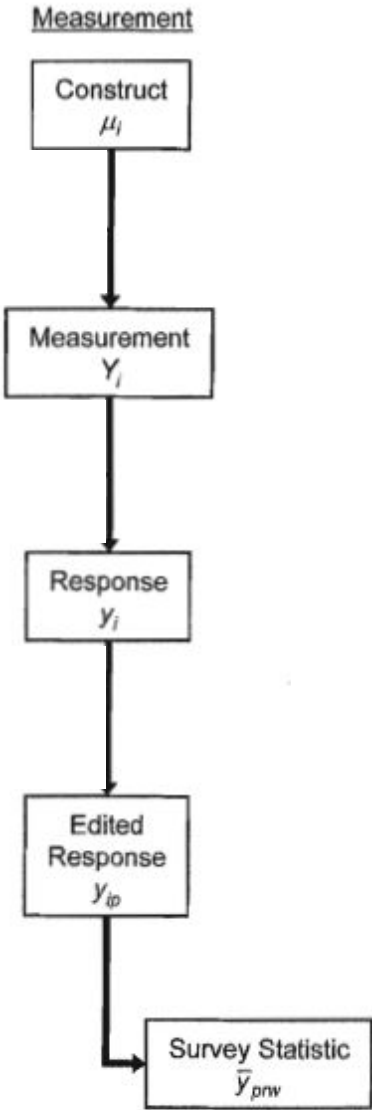 Measurement
Construct
μᵢ
Measurement
Yᵢ
Response
yᵢ
Edited
Response
yᵢₚ
Survey Statistic
ȳₚᵣw